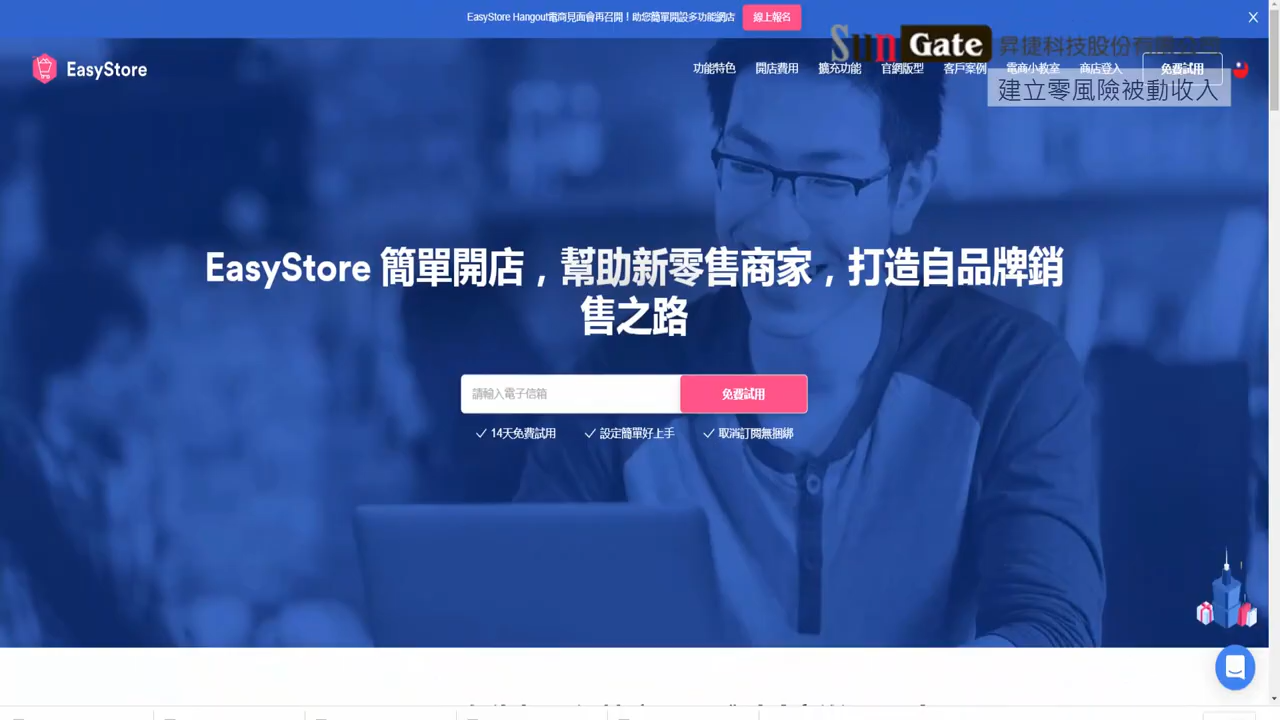 EasyStore Hangout電商見面會再召開！助您簡單開設多功能網店
線上報名
SunGate 昇捷科技股份有限公司
EasyStore
功能特色 開店費用 擴充功能 官網版型 客戶案例 電商小教室 商店登入 免費試用
建立零風險被動收入
EasyStore 簡單開店，幫助新零售商家，打造自品牌銷
售之路
請輸入電子信箱
免費試用
14天免費試用 設定簡單好上手 取消訂閱無捆綁